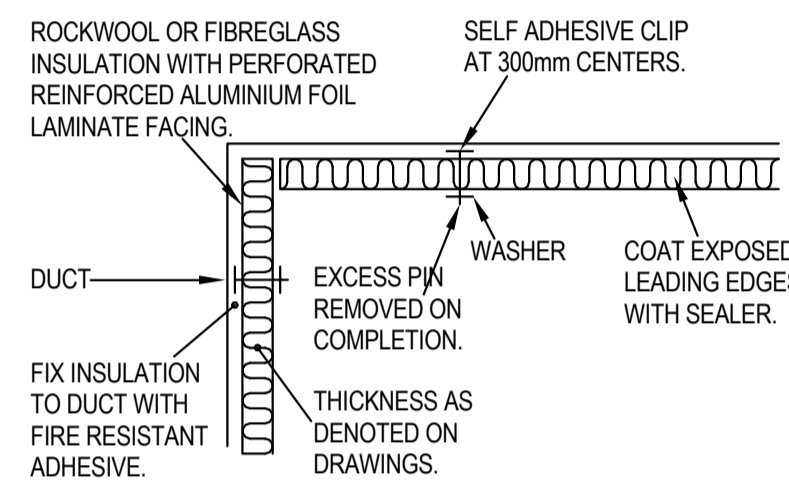 ROCKWOOL OR FIBREGLASS
INSULATION WITH PERFORATED
REINFORCED ALUMINIUM FOIL
LAMINATE FACING.
SELF ADHESIVE CLIP
AT 300mm CENTERS.
DUCT
EXCESS PIN
REMOVED ON
COMPLETION.
WASHER
COAT EXPOSED
LEADING EDGES
WITH SEALER.
FIX INSULATION
TO DUCT WITH
FIRE RESISTANT
ADHESIVE.
THICKNESS AS
DENOTED ON
DRAWINGS.